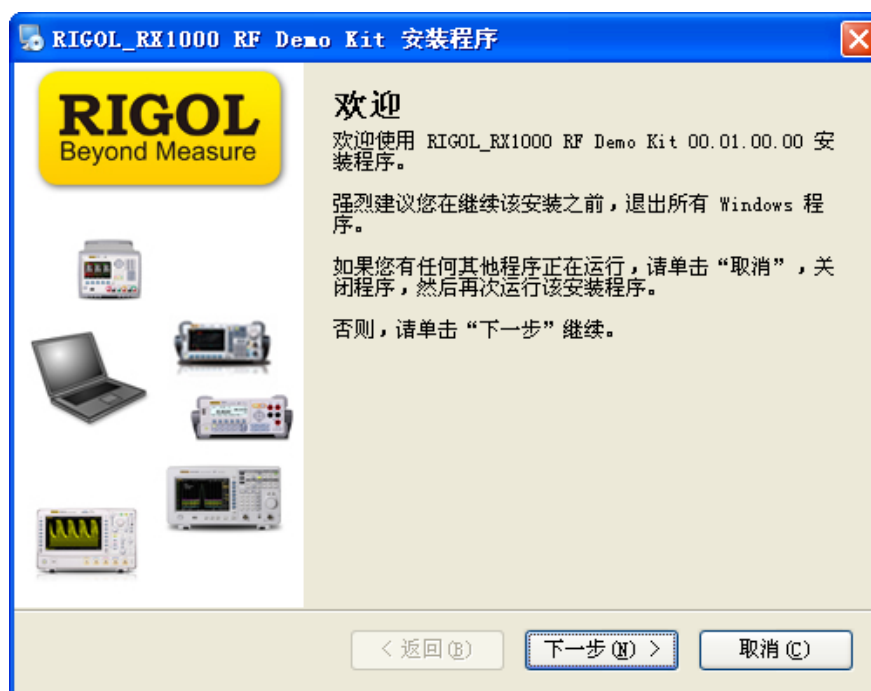 RIGOL_RX1000 RF Demo Kit 安装程序
RIGOL
Beyond Measure
欢迎
欢迎使用 RIGOL_RX1000 RF Demo Kit 00.01.00.00 安
装程序。
强烈建议您在继续该安装之前，退出所有 Windows 程
序。
如果您有任何其他程序正在运行，请单击“取消”，关
闭程序，然后再次运行该安装程序。
否则，请单击“下一步”继续。
< 返回(B)
下一步(N) >
取消(C)